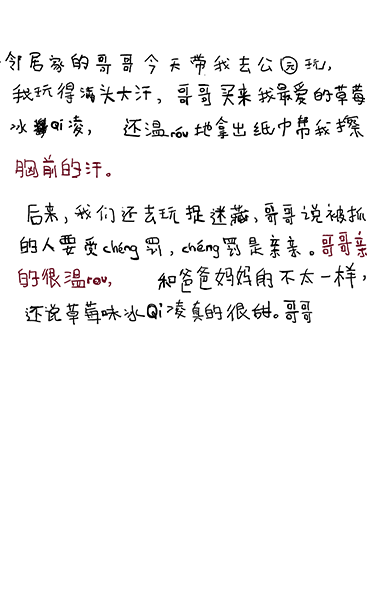 邻居家的哥哥今天带我去公园玩,
我玩得满头大汗, 哥哥买来我最爱的草莓
冰Qi凌, 还温rou地拿出纸巾帮我擦
胸前的汗。
后来,我们还去玩捉迷藏,哥哥说被抓
的人要受chéng罚,chéng罚是亲亲。哥哥亲
的很温rou, 和爸爸妈妈的不太一样,
还说草莓味冰Qi凌真的很甜。哥哥